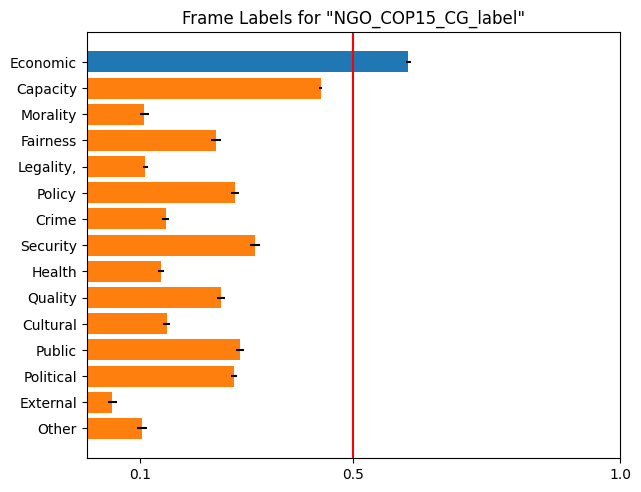 Frame Labels for "NGO_COP15_CG_label"
Economic
Capacity
Morality
Fairness
Legality,
Policy
Crime
Security
Health
Quality
Cultural
Public
Political
External
Other
0.1 0.5 1.0